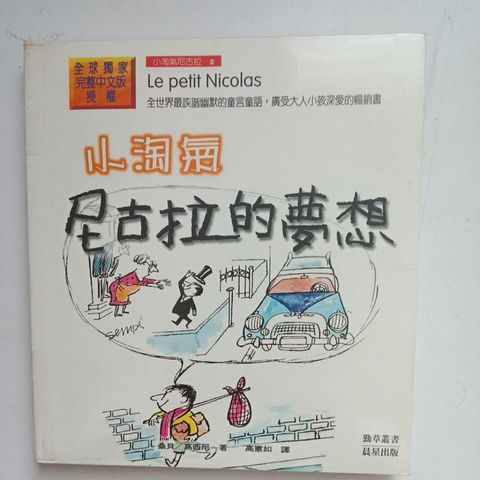 全球獨家
完整中文版
授權
小淘氣尼古拉—3
Le petit Nicolas
全世界最詼諧幽默的童言童語，廣受大人小孩深愛的暢銷書
小淘氣
尼古拉的夢想
Sempé
桑貝／葛西尼 著 高蕙如 譯
勁草叢書
晨星出版